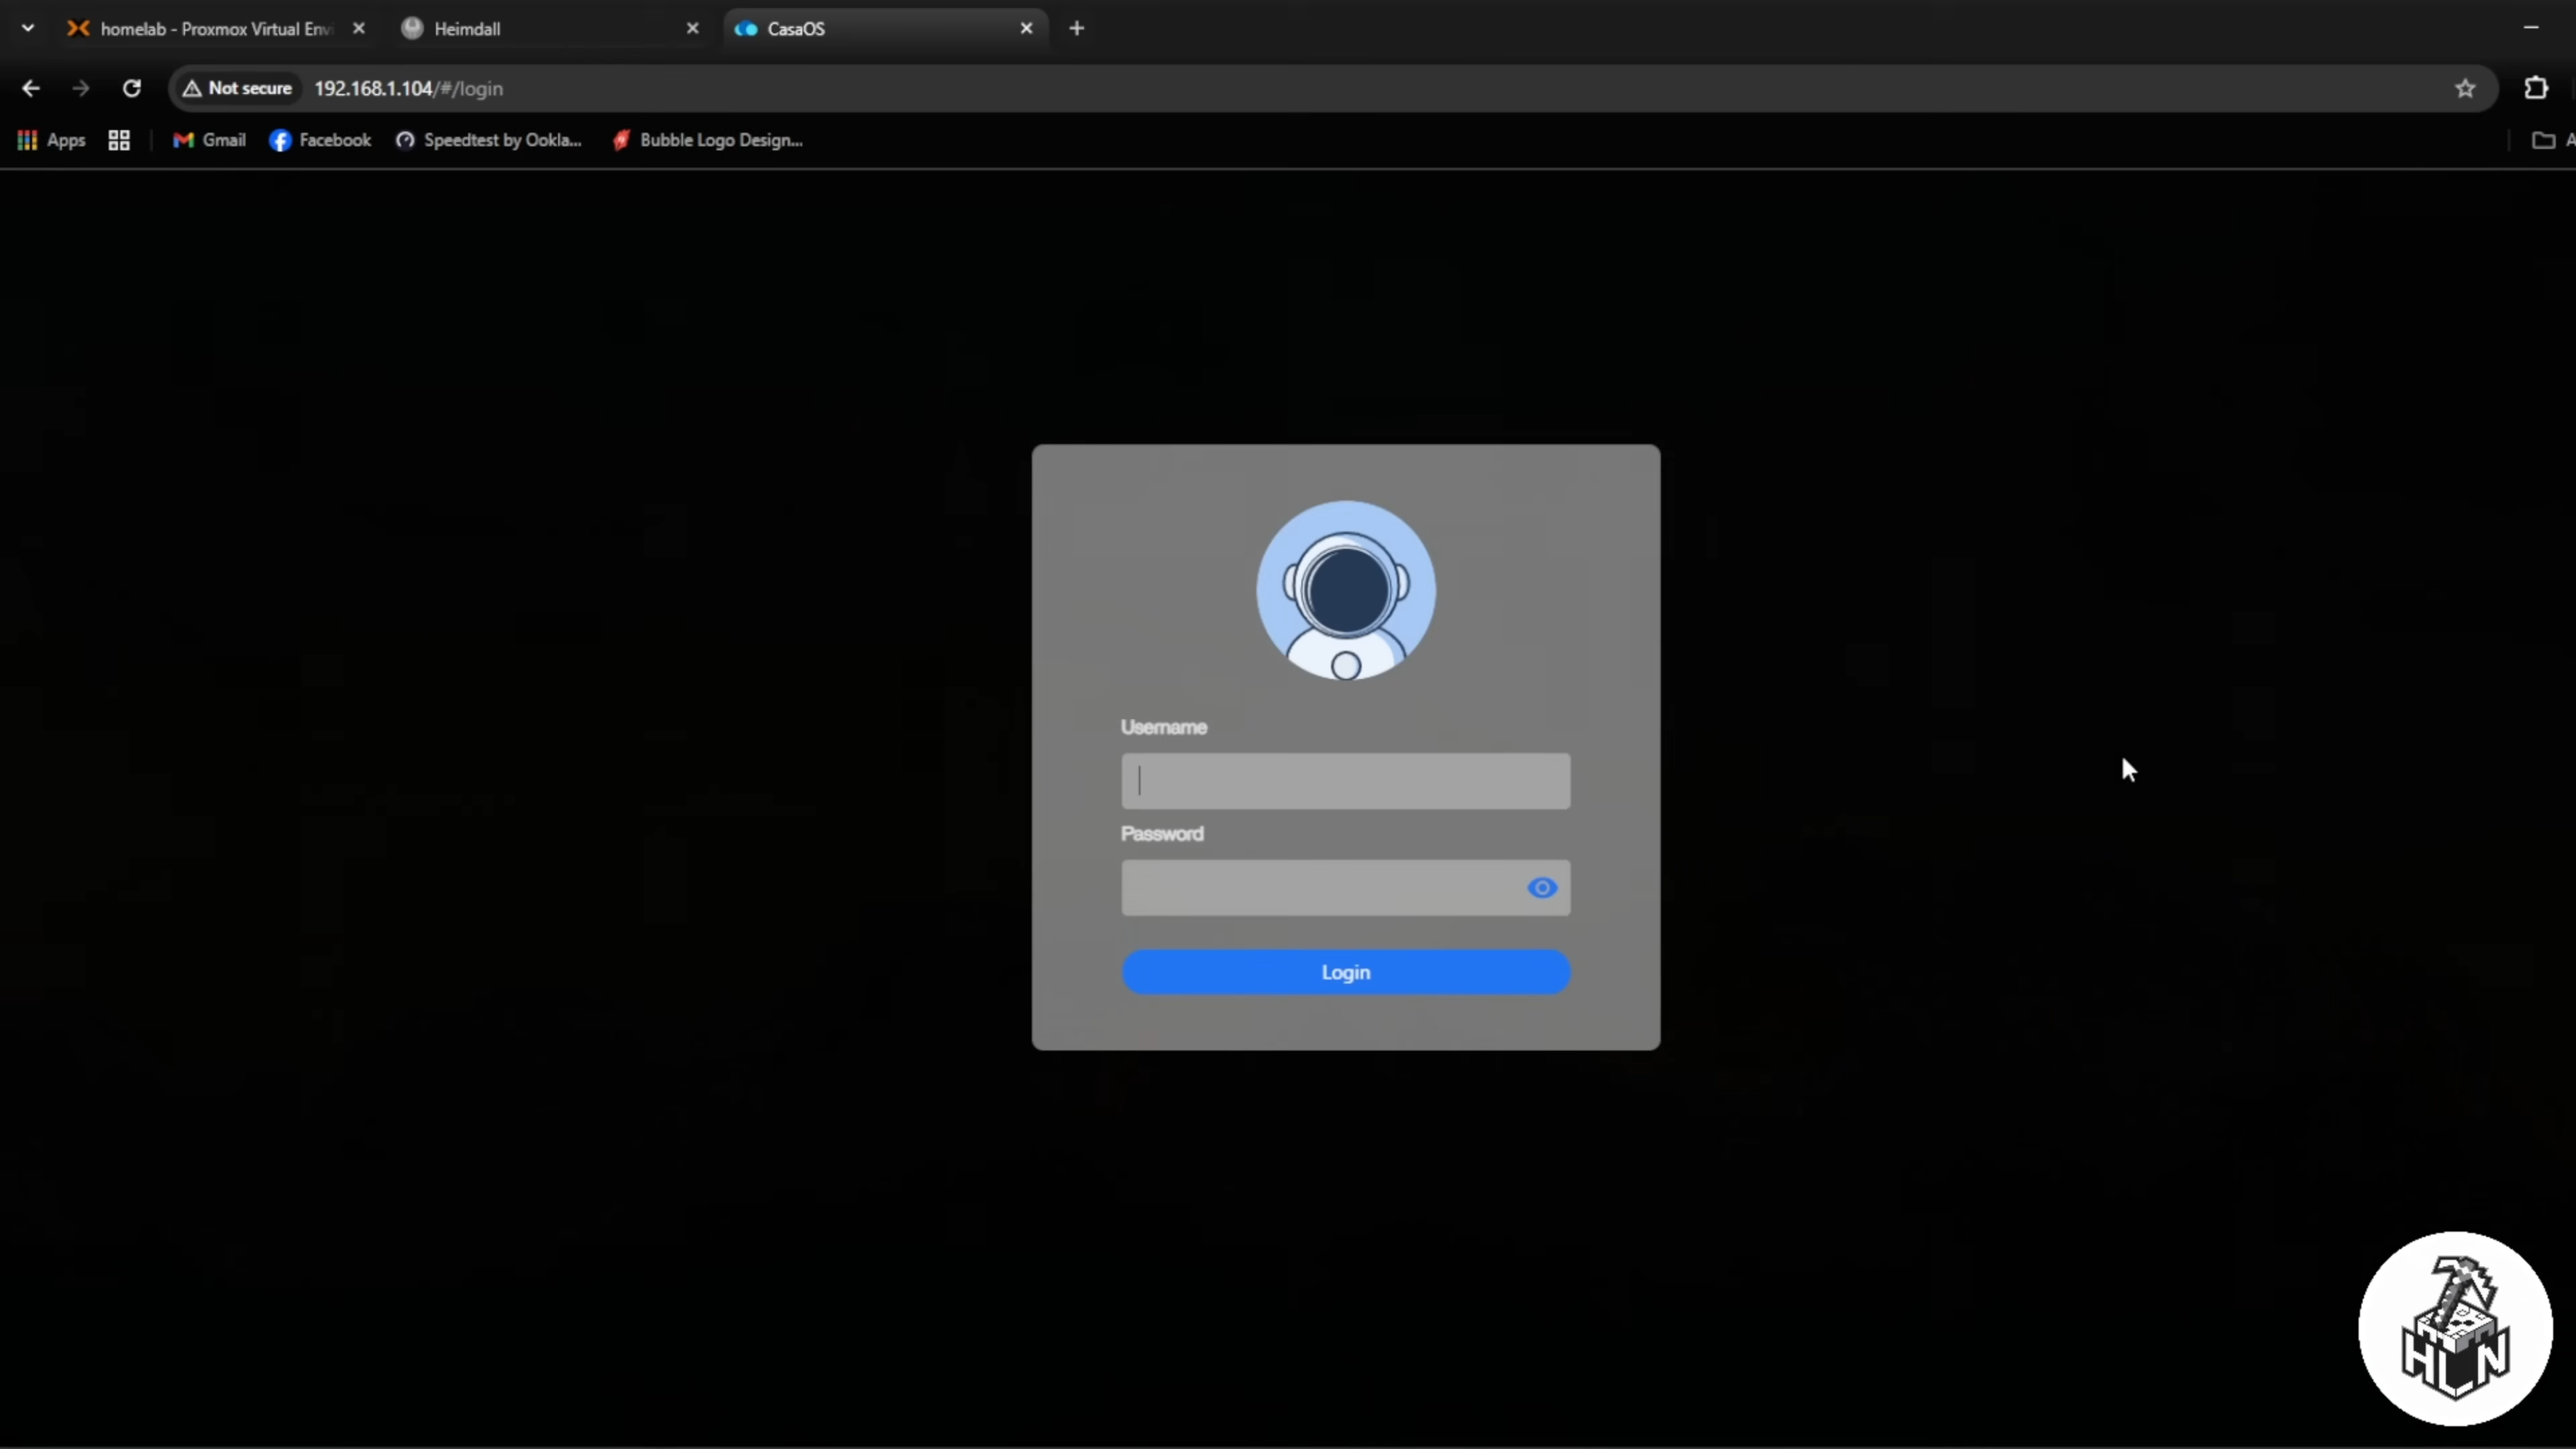 homelab - Proxmox Virtual Envi
Heimdall
CasaOS
Not secure
192.168.1.104/#/login
Apps
Gmail
Facebook
Speedtest by Ookla...
Bubble Logo Design...
A
Username
Password
Login
HLN